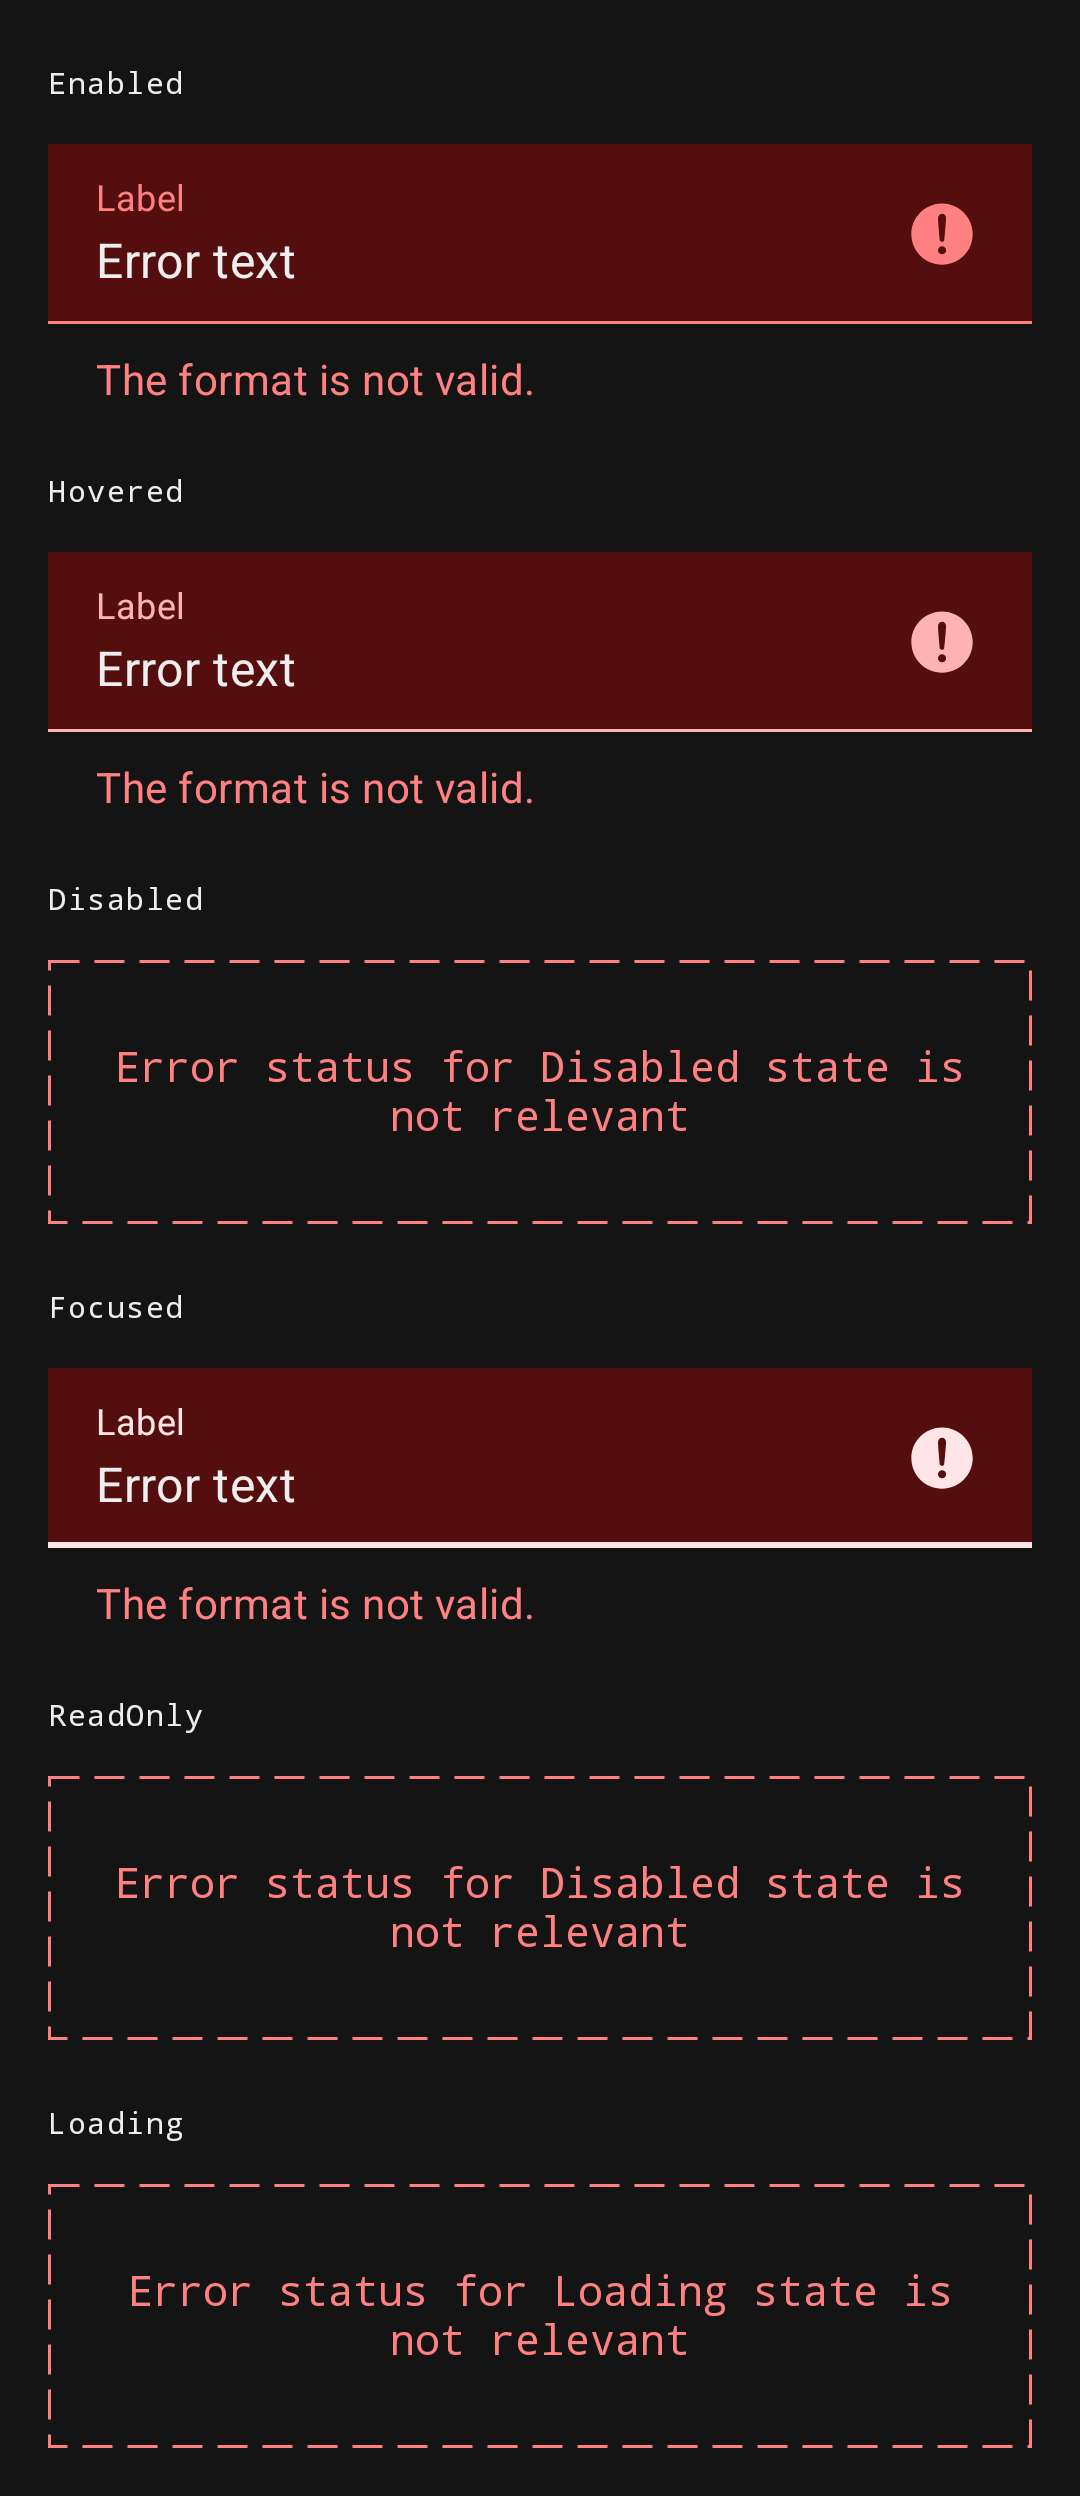 Enabled
Label
Error text
The format is not valid.
Hovered
Label
Error text
The format is not valid.
Disabled
Error status for Disabled state is
not relevant
Focused
Label
Error text
The format is not valid.
ReadOnly
Error status for Disabled state is
not relevant
Loading
Error status for Loading state is
not relevant